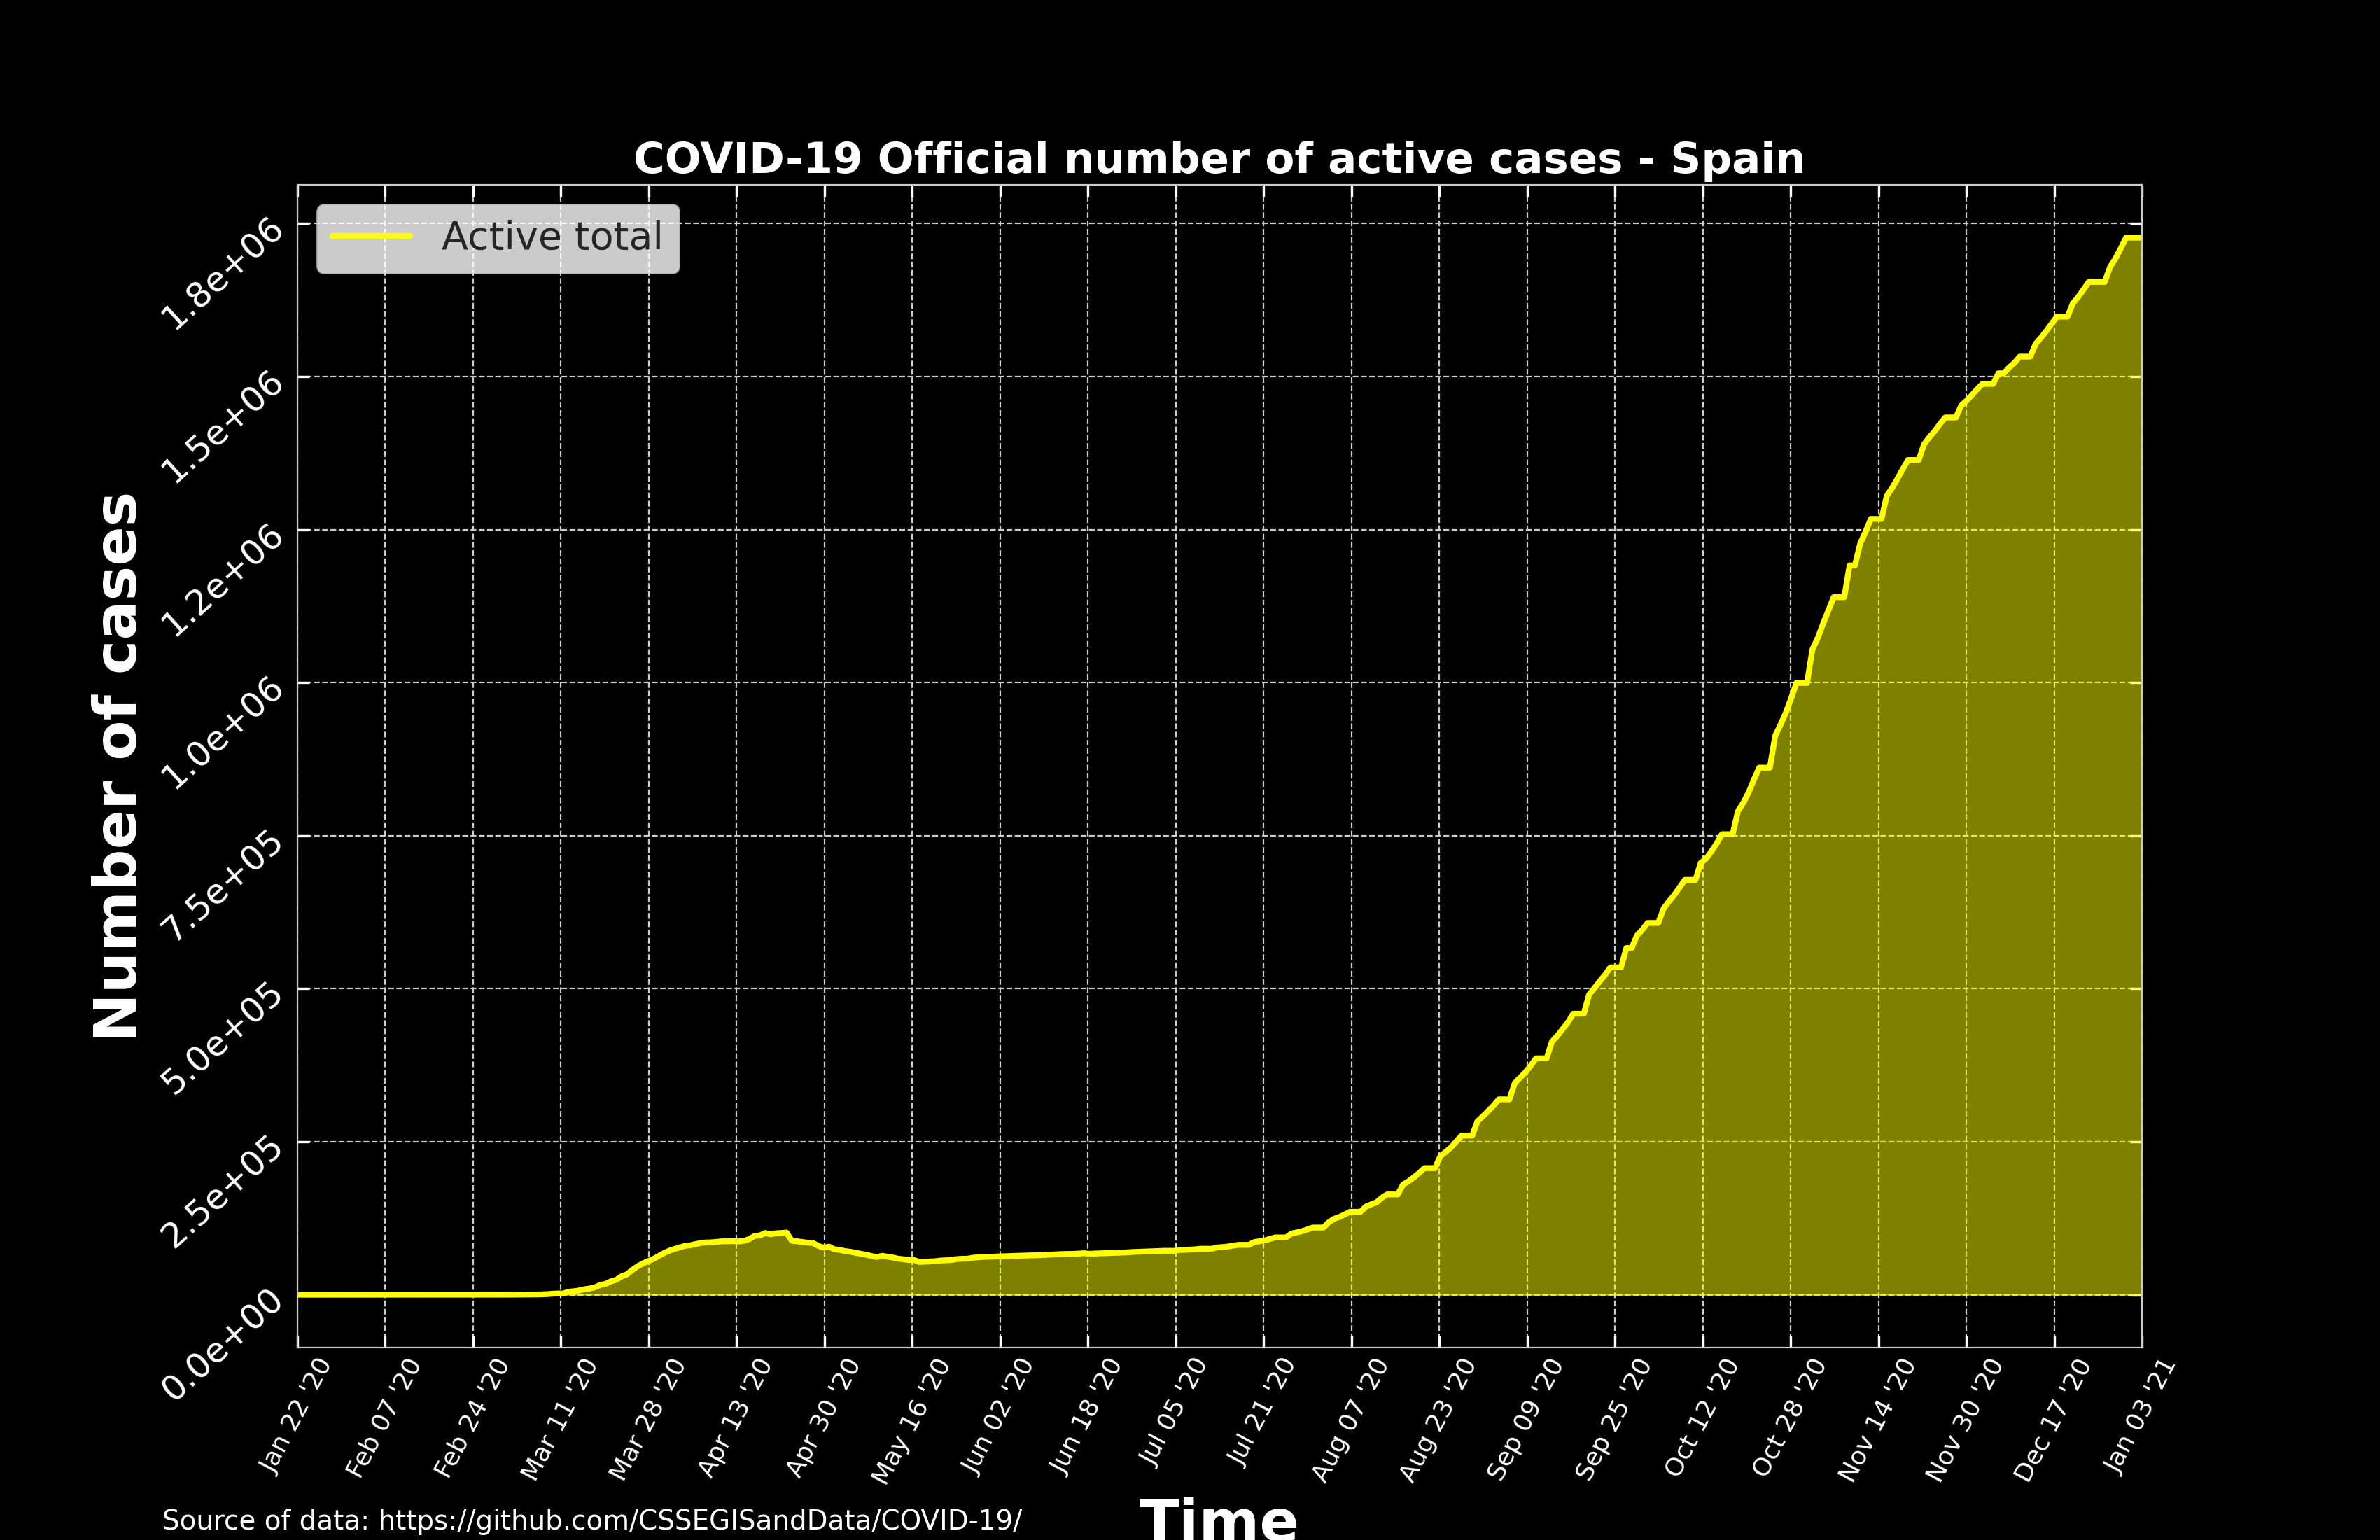 COVID-19 Official number of active cases - Spain
Active total
Number of cases
1.8e+06
1.5e+06
1.2e+06
1.0e+06
7.5e+05
5.0e+05
2.5e+05
0.0e+00
Jan 22 '20
Feb 07 '20
Feb 24 '20
Mar 11 '20
Mar 28 '20
Apr 13 '20
Apr 30 '20
May 16 '20
Jun 02 '20
Jun 18 '20
Jul 05 '20
Jul 21 '20
Aug 07 '20
Aug 23 '20
Sep 09 '20
Sep 25 '20
Oct 12 '20
Oct 28 '20
Nov 14 '20
Nov 30 '20
Dec 17 '20
Jan 03 '21
Time
Source of data: https://github.com/CSSEGISandData/COVID-19/